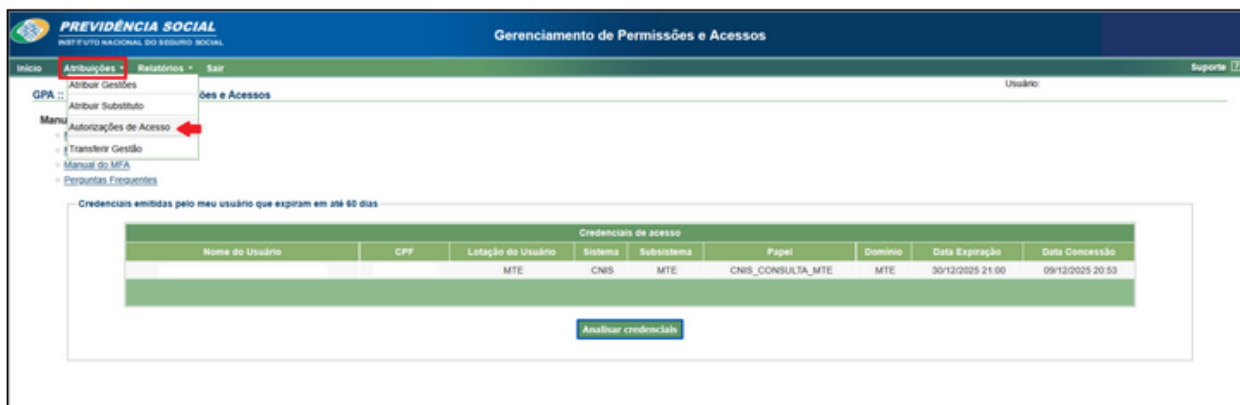 PREVIDÊNCIA SOCIAL
INSTITUTO NACIONAL DO SEGURO SOCIAL
Gerenciamento de Permissões e Acessos
Início Atribuições Relatórios Sair Suporte ?
Atribuir Gestões
Usuário:
GPA :: ões e Acessos
Atribuir Substituto
Manu
Autorizações de Acesso
Transferir Gestão
Manual do MFA
Perguntas Frequentes
Credenciais emitidas pelo meu usuário que expiram em até 60 dias
Credenciais de acesso
Nome do Usuário CPF Lotação do Usuário Sistema Subsistema Papel Domínio Data Expiração Data Concessão
MTE CNIS MTE CNIS_CONSULTA_MTE MTE 30/12/2025 21:00 09/12/2025 20:53
Analisar credenciais